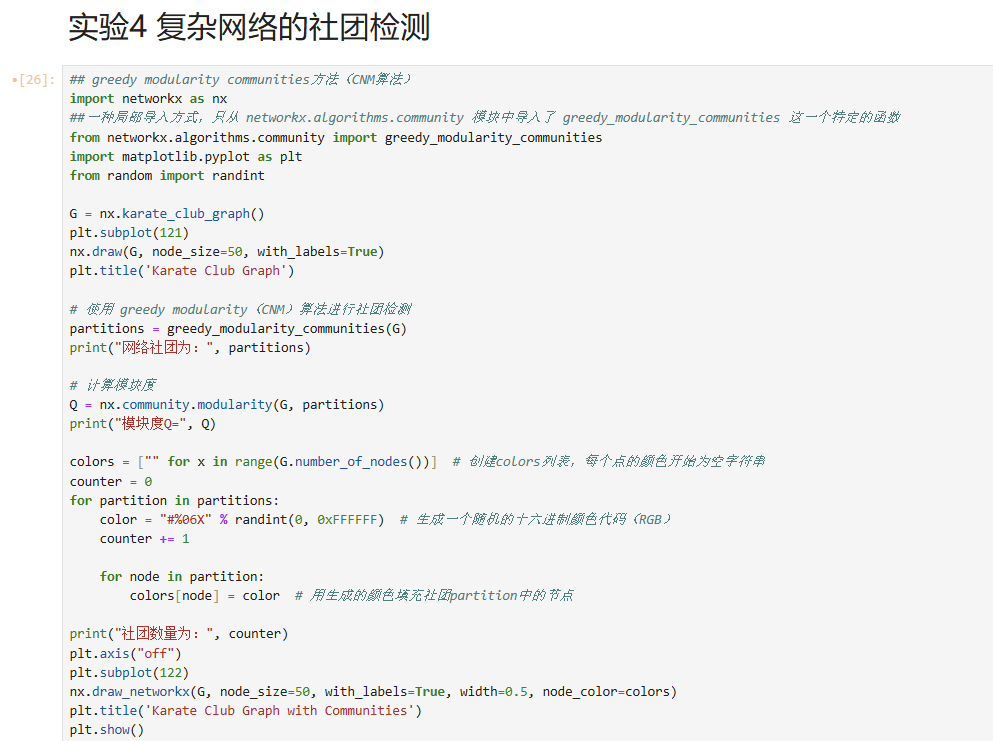 实验4 复杂网络的社团检测
•[26]:
## greedy modularity communities方法（CNM算法）
import networkx as nx
##一种局部导入方式，只从 networkx.algorithms.community 模块中导入了 greedy_modularity_communities 这一个特定的函数
from networkx.algorithms.community import greedy_modularity_communities
import matplotlib.pyplot as plt
from random import randint
G = nx.karate_club_graph()
plt.subplot(121)
nx.draw(G, node_size=50, with_labels=True)
plt.title('Karate Club Graph')
# 使用 greedy modularity（CNM）算法进行社团检测
partitions = greedy_modularity_communities(G)
print("网络社团为：", partitions)
# 计算模块度
Q = nx.community.modularity(G, partitions)
print("模块度Q=", Q)
colors = ["" for x in range(G.number_of_nodes())]  # 创建colors列表，每个点的颜色开始为空字符串
counter = 0
for partition in partitions:
    color = "#%06X" % randint(0, 0xFFFFFF)  # 生成一个随机的十六进制颜色代码（RGB）
    counter += 1
    for node in partition:
        colors[node] = color  # 用生成的颜色填充社团partition中的节点
print("社团数量为：", counter)
plt.axis("off")
plt.subplot(122)
nx.draw_networkx(G, node_size=50, with_labels=True, width=0.5, node_color=colors)
plt.title('Karate Club Graph with Communities')
plt.show()